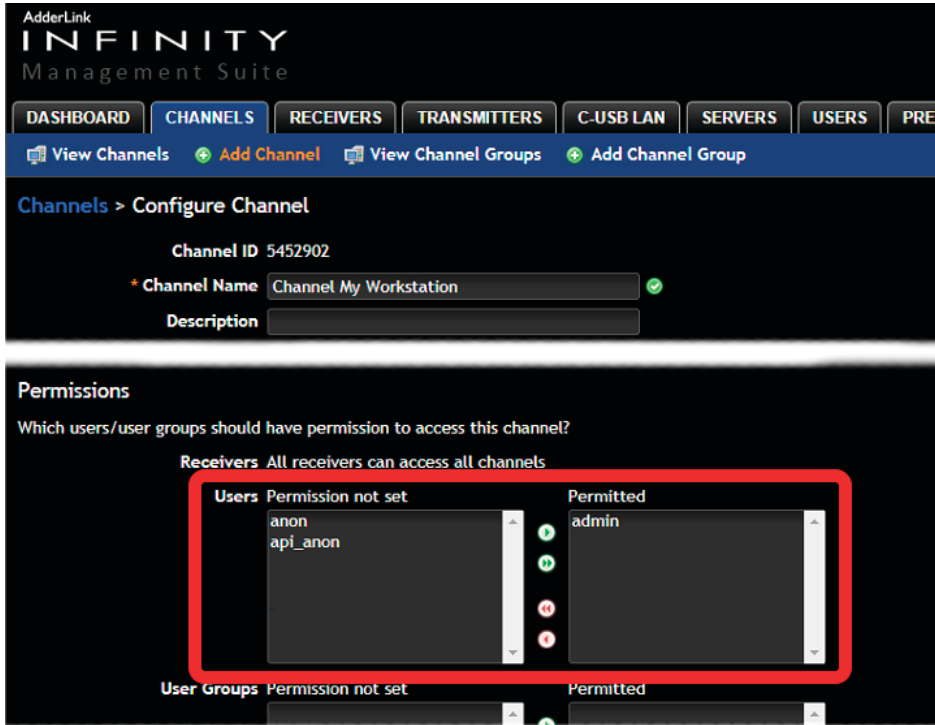 AdderLink
INFINITY
Management Suite
DASHBOARD CHANNELS RECEIVERS TRANSMITTERS C-USB LAN SERVERS USERS PRE
View Channels Add Channel View Channel Groups Add Channel Group
Channels > Configure Channel
Channel ID 5452902
* Channel Name Channel My Workstation
Description
Permissions
Which users/user groups should have permission to access this channel?
Receivers All receivers can access all channels
Users Permission not set Permitted
anon admin
api_anon
User Groups Permission not set Permitted